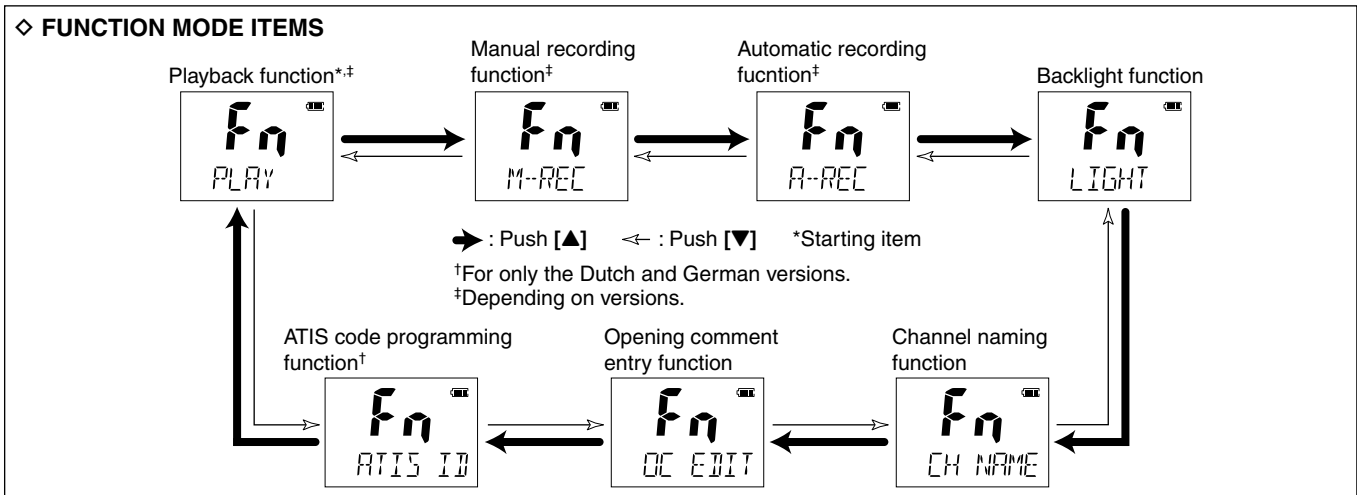 ◇ FUNCTION MODE ITEMS
Playback function*,‡
Manual recording
function‡
Automatic recording
fucntion‡
Backlight function
Fn
PLAY
Fn
M-REC
Fn
A-REC
Fn
LIGHT
: Push [▲] : Push [▼] *Starting item
†For only the Dutch and German versions.
‡Depending on versions.
ATIS code programming
function†
Opening comment
entry function
Channel naming
function
Fn
ATIS ID
Fn
OC EDIT
Fn
CH NAME